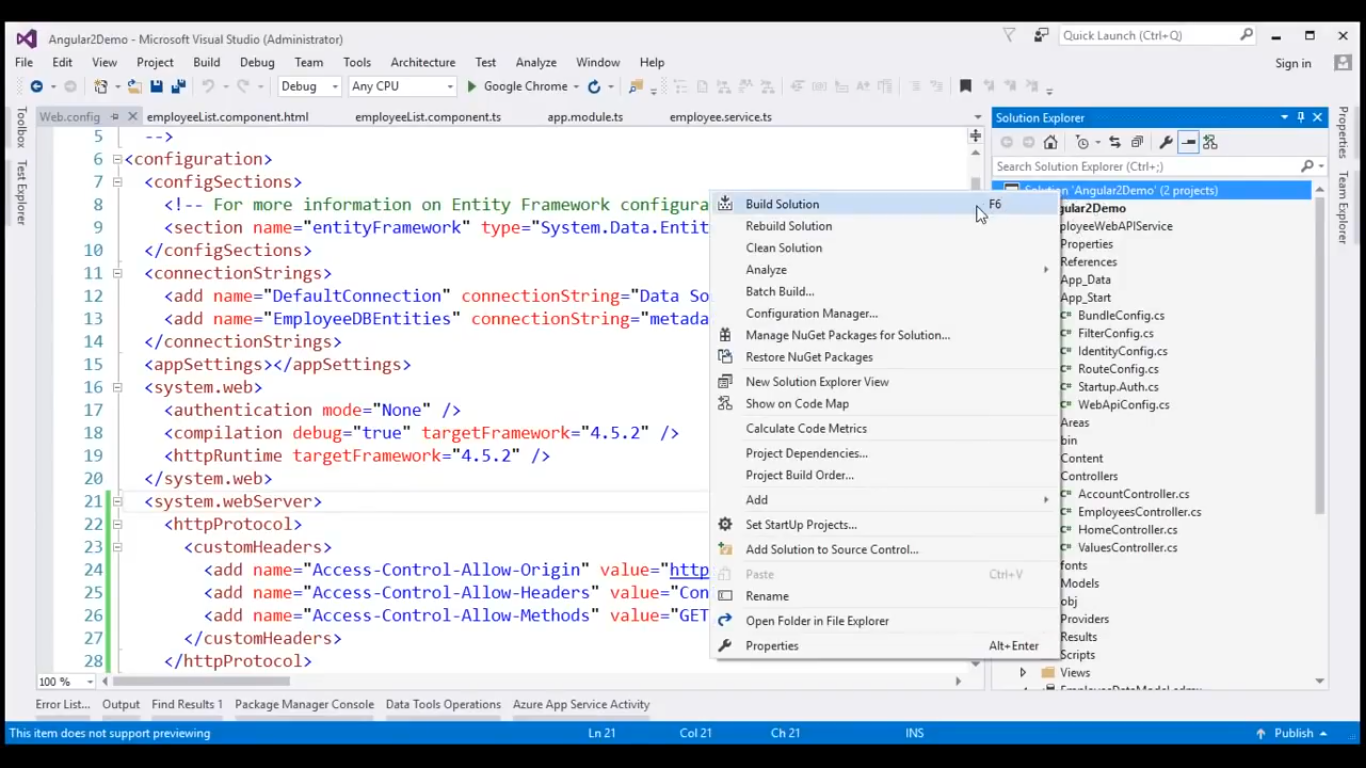 Angular2Demo - Microsoft Visual Studio (Administrator)
Quick Launch (Ctrl+Q)
File Edit View Project Build Debug Team Tools Architecture Test Analyze Window Help
Sign in
Debug Any CPU Google Chrome
Toolbox
Test Explorer
Web.config employeeList.component.html employeeList.component.ts app.module.ts employee.service.ts
5 -->
6 <configuration>
7 <configSections>
8 <!-- For more information on Entity Framework configura
9 <section name="entityFramework" type="System.Data.Entit
10 </configSections>
11 <connectionStrings>
12 <add name="DefaultConnection" connectionString="Data So
13 <add name="EmployeeDBEntities" connectionString="metada
14 </connectionStrings>
15 <appSettings></appSettings>
16 <system.web>
17 <authentication mode="None" />
18 <compilation debug="true" targetFramework="4.5.2" />
19 <httpRuntime targetFramework="4.5.2" />
20 </system.web>
21 <system.webServer>
22 <httpProtocol>
23 <customHeaders>
24 <add name="Access-Control-Allow-Origin" value="http
25 <add name="Access-Control-Allow-Headers" value="Con
26 <add name="Access-Control-Allow-Methods" value="GET
27 </customHeaders>
28 </httpProtocol>
100 %
Build Solution F6
Rebuild Solution
Clean Solution
Analyze
Batch Build...
Configuration Manager...
Manage NuGet Packages for Solution...
Restore NuGet Packages
New Solution Explorer View
Show on Code Map
Calculate Code Metrics
Project Dependencies...
Project Build Order...
Add
Set StartUp Projects...
Add Solution to Source Control...
Paste Ctrl+V
Rename
Open Folder in File Explorer
Properties Alt+Enter
Solution Explorer
Search Solution Explorer (Ctrl+;)
Solution 'Angular2Demo' (2 projects)
gular2Demo
ployeeWebAPIService
Properties
References
App_Data
App_Start
C# BundleConfig.cs
C# FilterConfig.cs
C# IdentityConfig.cs
C# RouteConfig.cs
C# Startup.Auth.cs
C# WebApiConfig.cs
Areas
bin
Content
Controllers
C# AccountController.cs
C# EmployeesController.cs
C# HomeController.cs
C# ValuesController.cs
fonts
Models
obj
Providers
Results
Scripts
Views
EmployeeDataModel.edmx
Properties
Team Explorer
Error List... Output Find Results 1 Package Manager Console Data Tools Operations Azure App Service Activity
This item does not support previewing Ln 21 Col 21 Ch 21 INS Publish